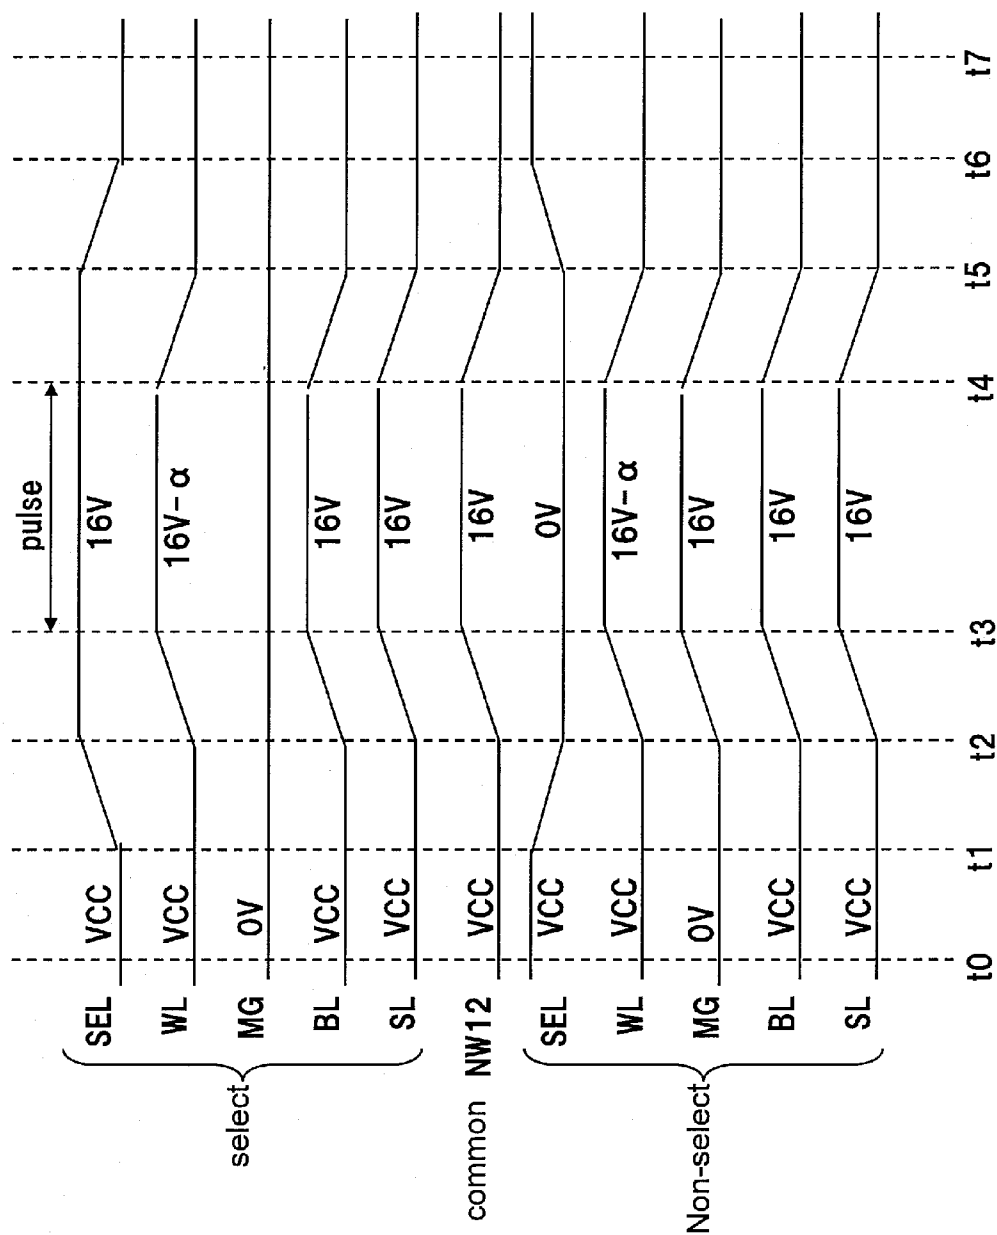 pulse
SEL VCC 16V
WL VCC 16V-α
MG 0V
BL VCC 16V
SL VCC 16V
select
common NW12 VCC 16V
SEL VCC 0V
WL VCC 16V-α
MG 0V 16V
BL VCC 16V
SL VCC 16V
Non-select
t0 t1 t2 t3 t4 t5 t6 t7